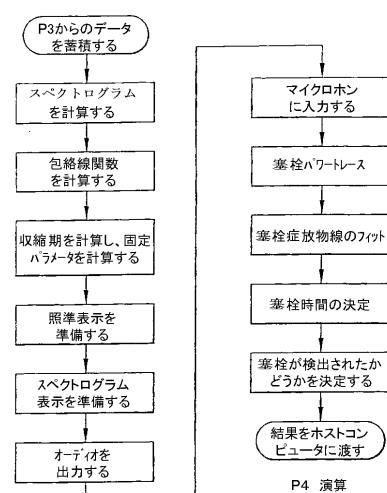 P3からのデータ
を蓄積する
スペクトログラム
を計算する
包絡線関数
を計算する
収縮期を計算し、固定
パラメータを計算する
照準表示を
準備する
スペクトログラム
表示を準備する
オーディオを
出力する
マイクロホン
に入力する
塞栓パワートレース
塞栓症放物線のフィット
塞栓時間の決定
塞栓が検出されたか
どうかを決定する
結果をホストコン
ピュータに渡す
P4 演算